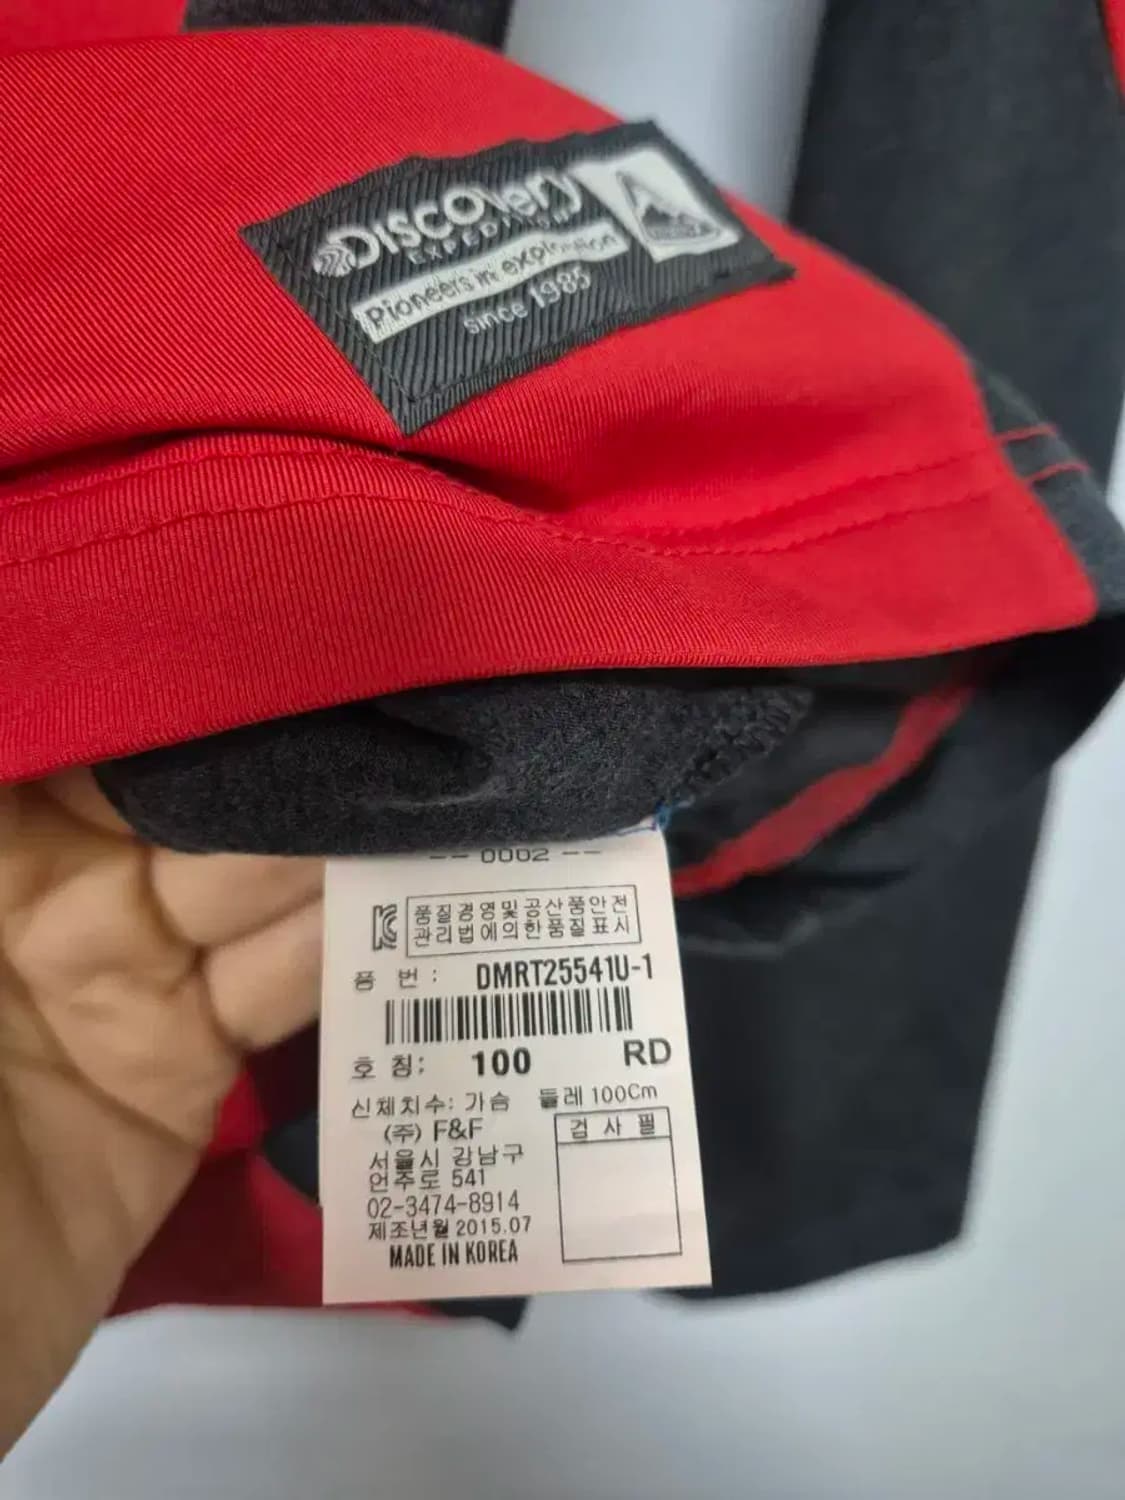 DISCOVERY
EXPEDITION
Pioneers in exploration
since 1985
-- 0002 --
품질경영및공산품안전
관리법에의한품질표시
품 번 : DMRT25541U-1
호 칭: 100 RD
신체치수: 가슴 둘레 100Cm
(주) F&F
검 사 필
서울시 강남구
언주로 541
02-3474-8914
제조년월 2015.07
MADE IN KOREA